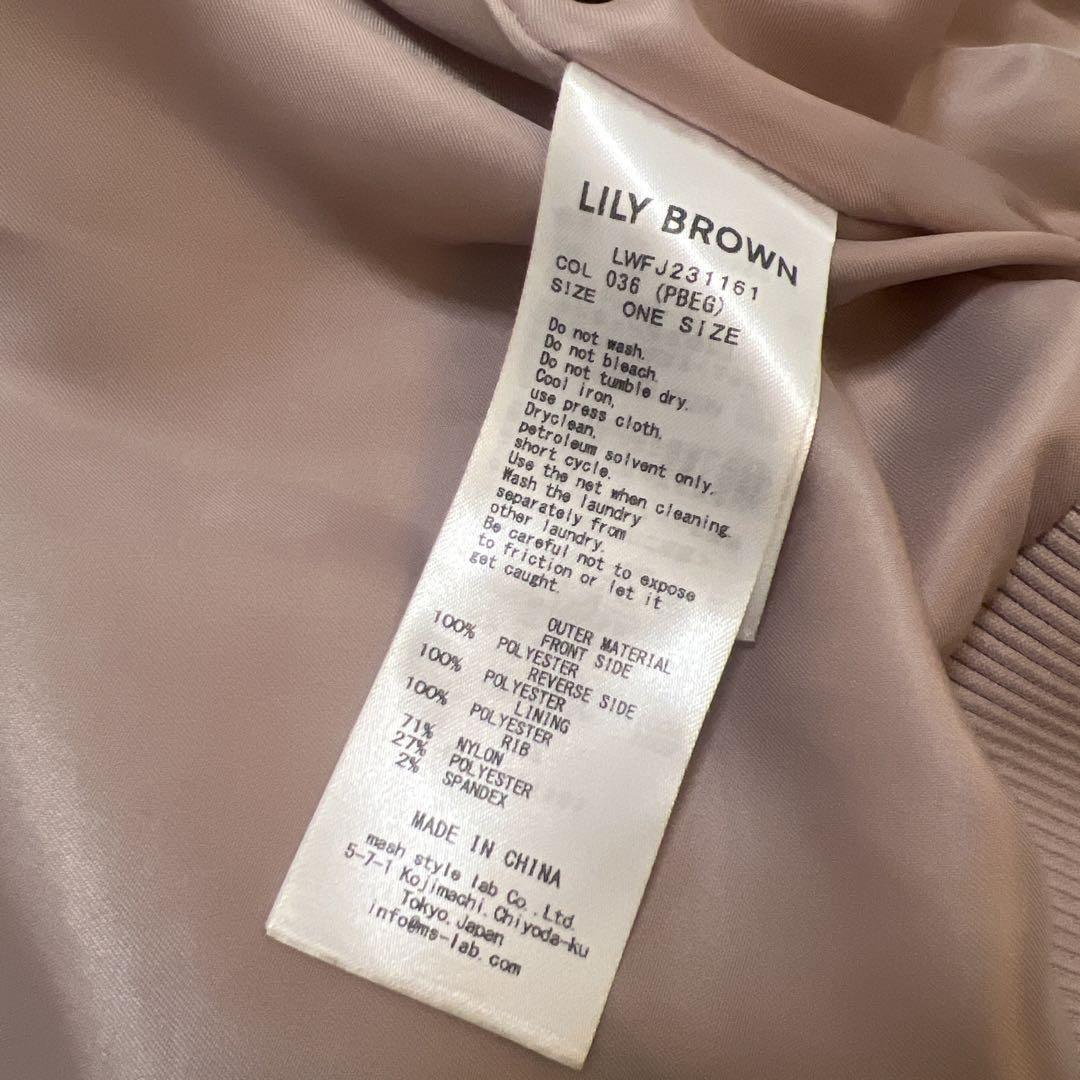 LILY BROWN
LWFJ231161
COL 036 (PBEG)
SIZE ONE SIZE
Do not wash.
Do not bleach.
Do not tumble dry.
Cool iron,
use press cloth.
Dryclean,
petroleum solvent only,
short cycle.
Use the net when cleaning.
Wash the laundry
separately from
other laundry.
Be careful not to expose
to friction or let it
get caught.
OUTER MATERIAL
FRONT SIDE
100% POLYESTER
REVERSE SIDE
100% POLYESTER
LINING
100% POLYESTER
RIB
71% NYLON
27% POLYESTER
2% SPANDEX
MADE IN CHINA
mash style lab Co.,Ltd.
5-7-1 Kojimachi,Chiyoda-ku
Tokyo,Japan
info@ms-lab.com